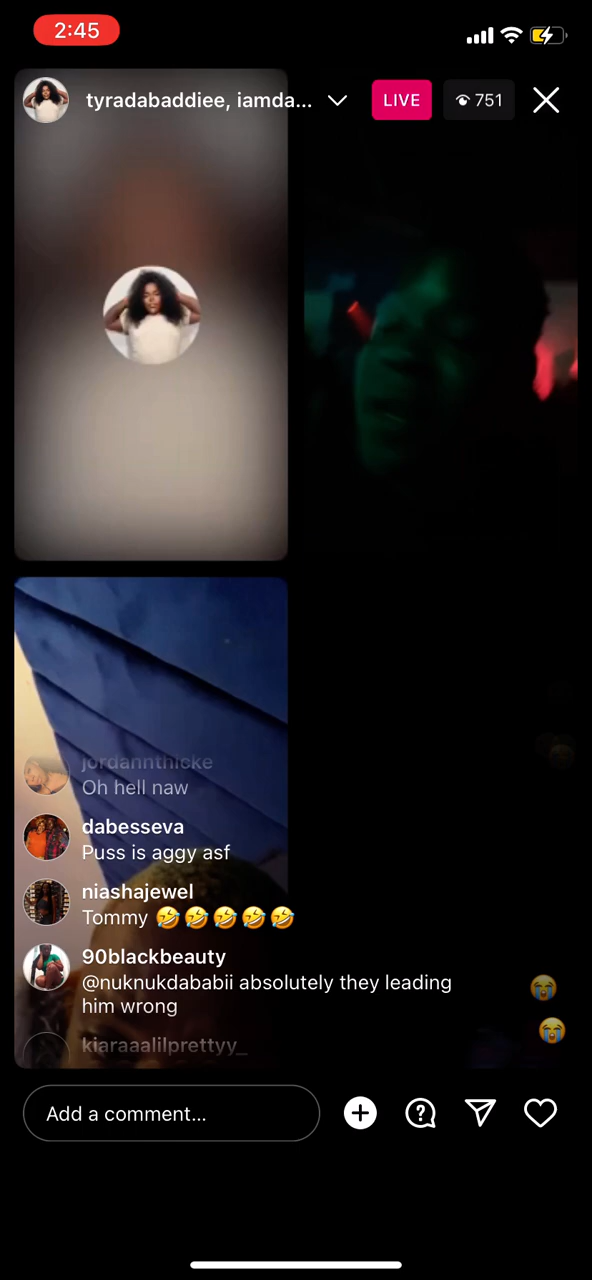 2:45
tyradabaddiee, iamda...
LIVE
751
jordannthicke
Oh hell naw
dabesseva
Puss is aggy asf
niashajewel
Tommy 🤣🤣🤣🤣🤣
90blackbeauty
@nuknukdababii absolutely they leading
him wrong
kiaraaalilprettyy_
Add a comment...